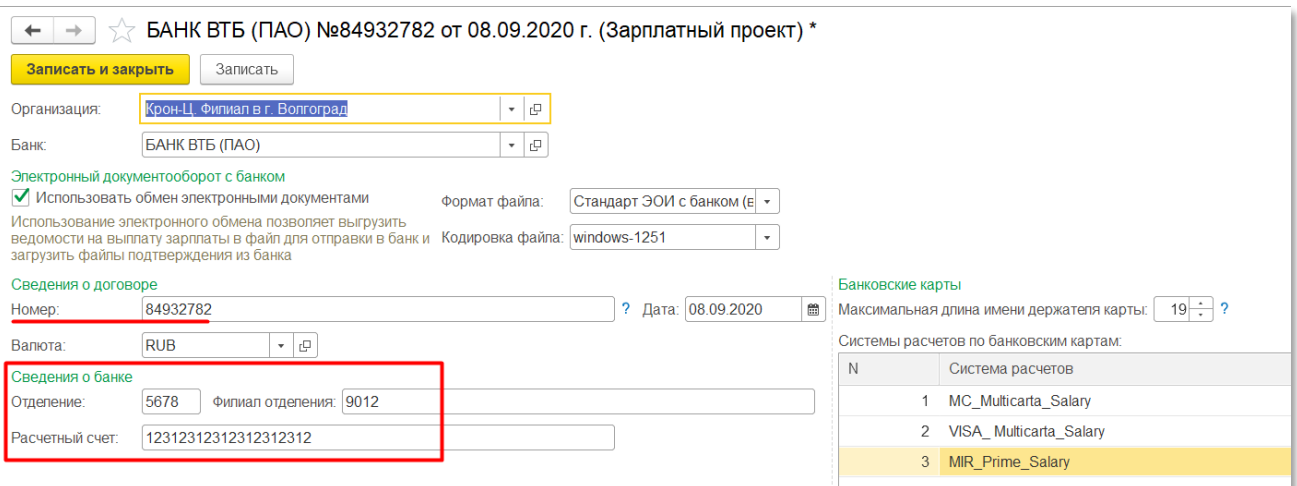 БАНК ВТБ (ПАО) №84932782 от 08.09.2020 г. (Зарплатный проект) *
Записать и закрыть Записать
Организация: Крон-Ц. Филиал в г. Волгоград
Банк: БАНК ВТБ (ПАО)
Электронный документооборот с банком
Использовать обмен электронными документами Формат файла: Стандарт ЭОИ с банком (в
Использование электронного обмена позволяет выгрузить
ведомости на выплату зарплаты в файл для отправки в банк и Кодировка файла: windows-1251
загрузить файлы подтверждения из банка
Сведения о договоре Банковские карты
Номер: 84932782 ? Дата: 08.09.2020 Максимальная длина имени держателя карты: 19 ?
Валюта: RUB Системы расчетов по банковским картам:
Сведения о банке N Система расчетов
Отделение: 5678 Филиал отделения: 9012 1 MC_Multicarta_Salary
Расчетный счет: 12312312312312312312 2 VISA_ Multicarta_Salary
3 MIR_Prime_Salary